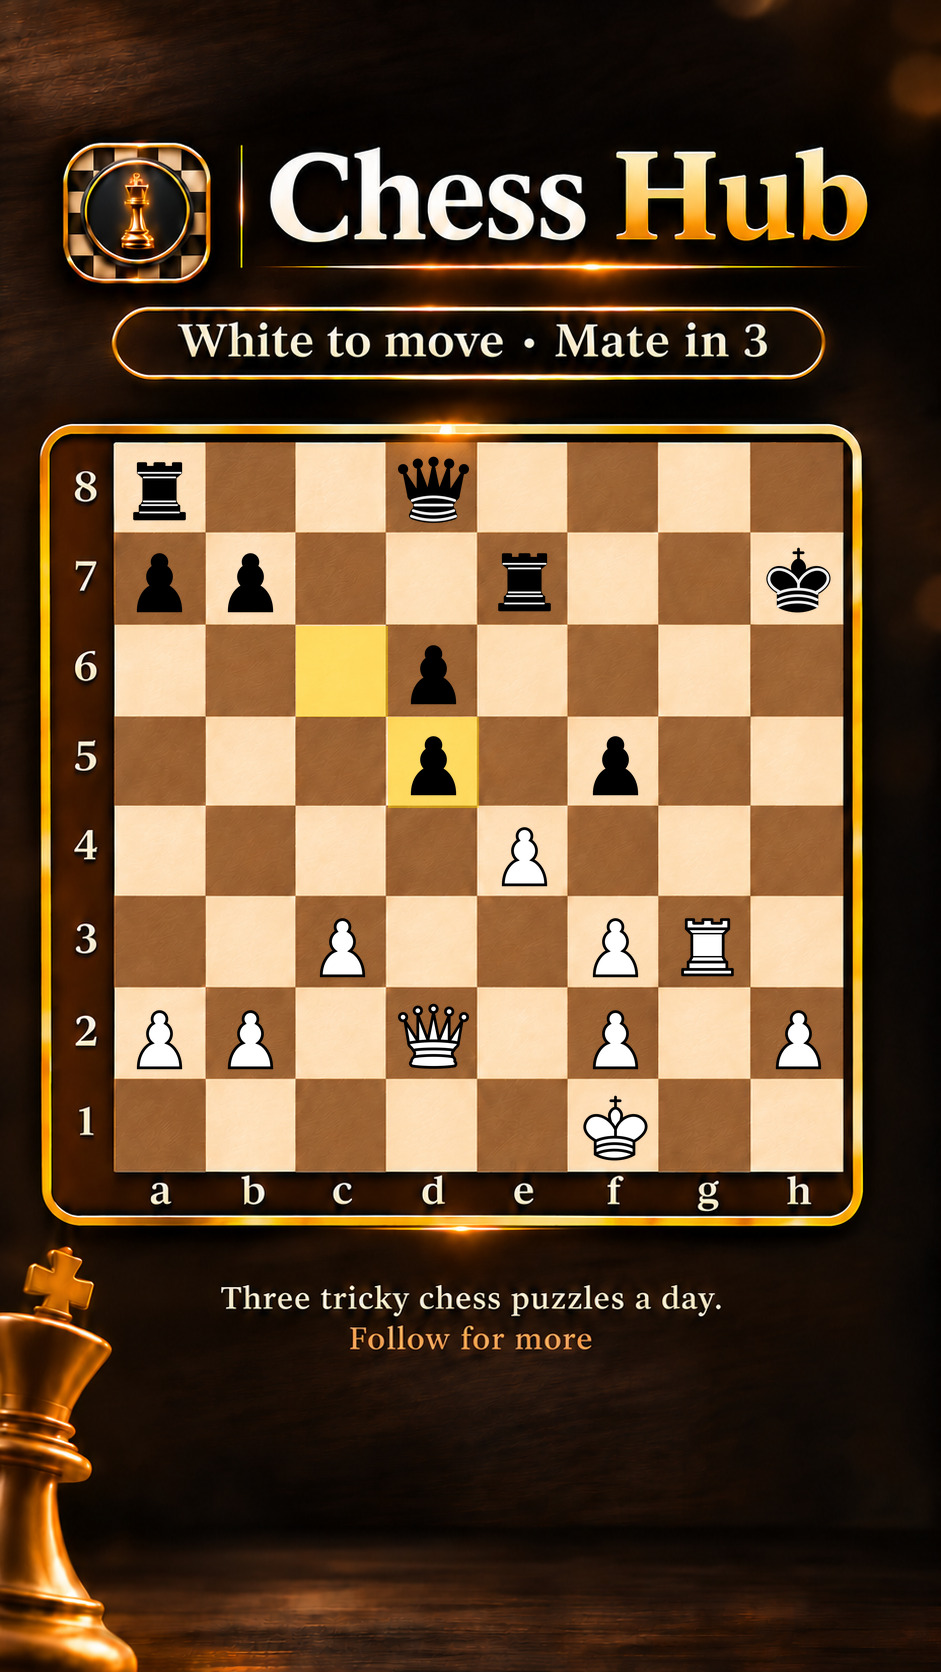 Chess Hub
White to move • Mate in 3
8
7
6
5
4
3
2
1
a b c d e f g h
Three tricky chess puzzles a day.
Follow for more